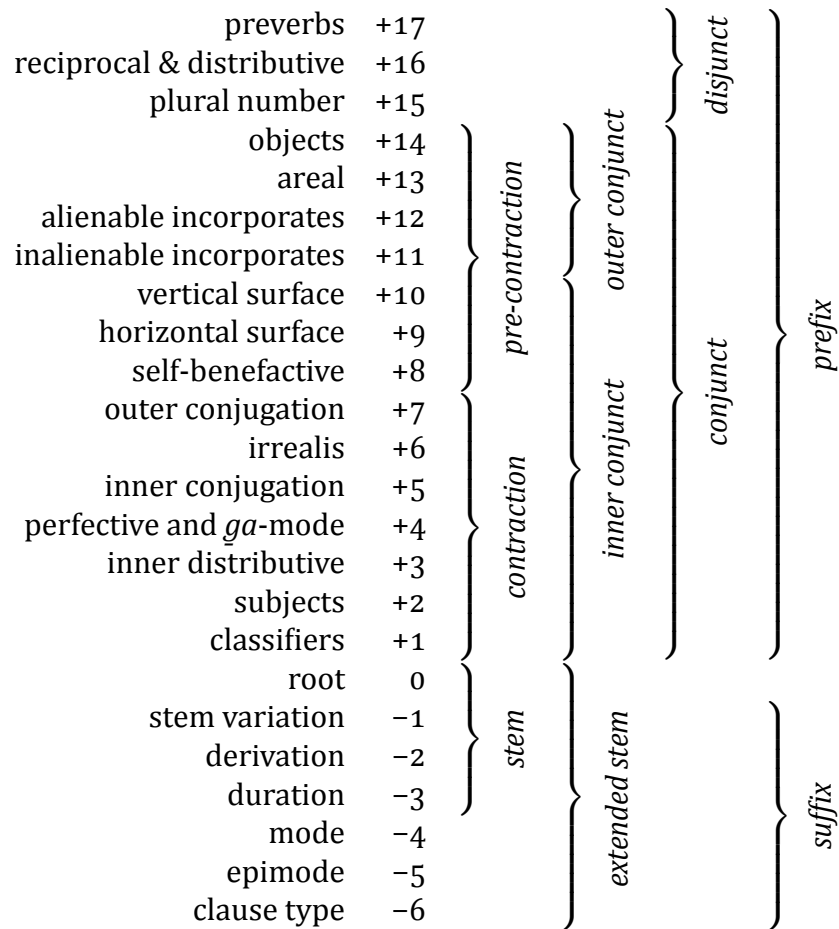 preverbs +17
reciprocal & distributive +16
plural number +15
objects +14
areal +13
alienable incorporates +12
inalienable incorporates +11
vertical surface +10
horizontal surface +9
self-benefactive +8
outer conjugation +7
irrealis +6
inner conjugation +5
perfective and g̱a-mode +4
inner distributive +3
subjects +2
classifiers +1
root 0
stem variation −1
derivation −2
duration −3
mode −4
epimode −5
clause type −6
pre-contraction
contraction
stem
outer conjunct
inner conjunct
extended stem
disjunct
conjunct
prefix
suffix